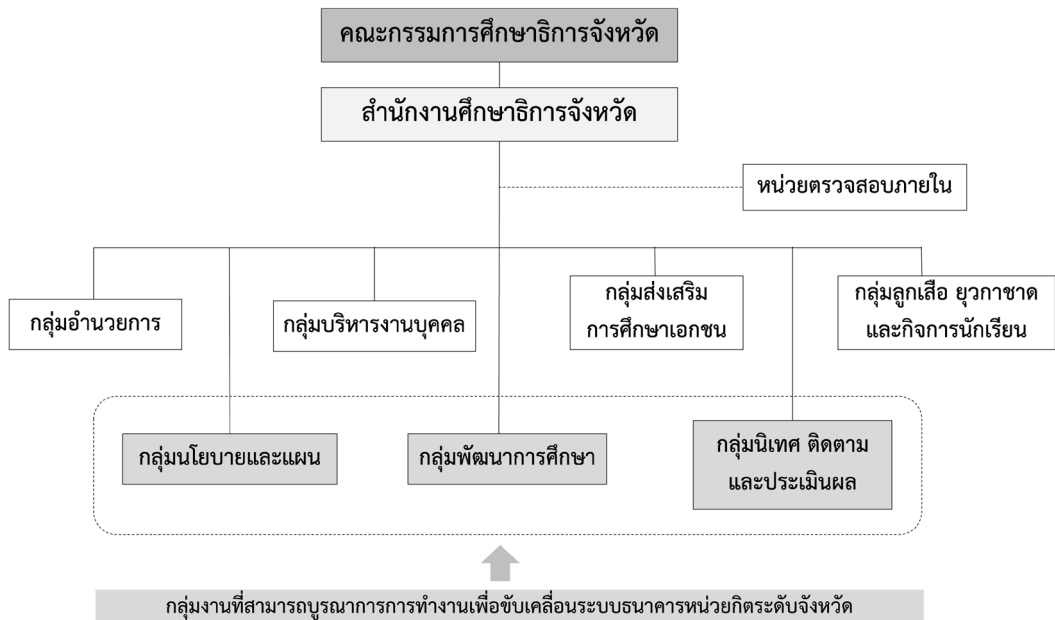 คณะกรรมการศึกษาธิการจังหวัด
สำนักงานศึกษาธิการจังหวัด
หน่วยตรวจสอบภายใน
กลุ่มอำนวยการ
กลุ่มบริหารงานบุคคล
กลุ่มส่งเสริม
การศึกษาเอกชน
กลุ่มลูกเสือ ยุวกาชาด
และกิจการนักเรียน
กลุ่มนโยบายและแผน
กลุ่มพัฒนาการศึกษา
กลุ่มนิเทศ ติดตาม
และประเมินผล
กลุ่มงานที่สามารถบูรณาการการทำงานเพื่อขับเคลื่อนระบบธนาคารหน่วยกิตระดับจังหวัด